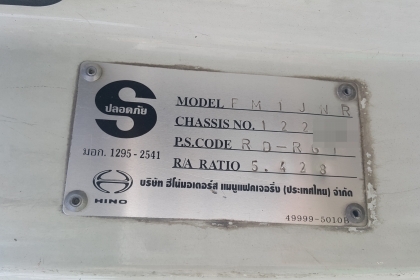 S
ปลอดภัย
มอก. 1295-2541
MODEL FM1JNR
CHASSIS NO. 122
P.S.CODE RD-RG1
R/A RATIO 5.428
HINO
บริษัท ฮีโน่มอเตอร์ส แมนูแฟคเจอริ่ง (ประเทศไทย) จำกัด
49999-5010B